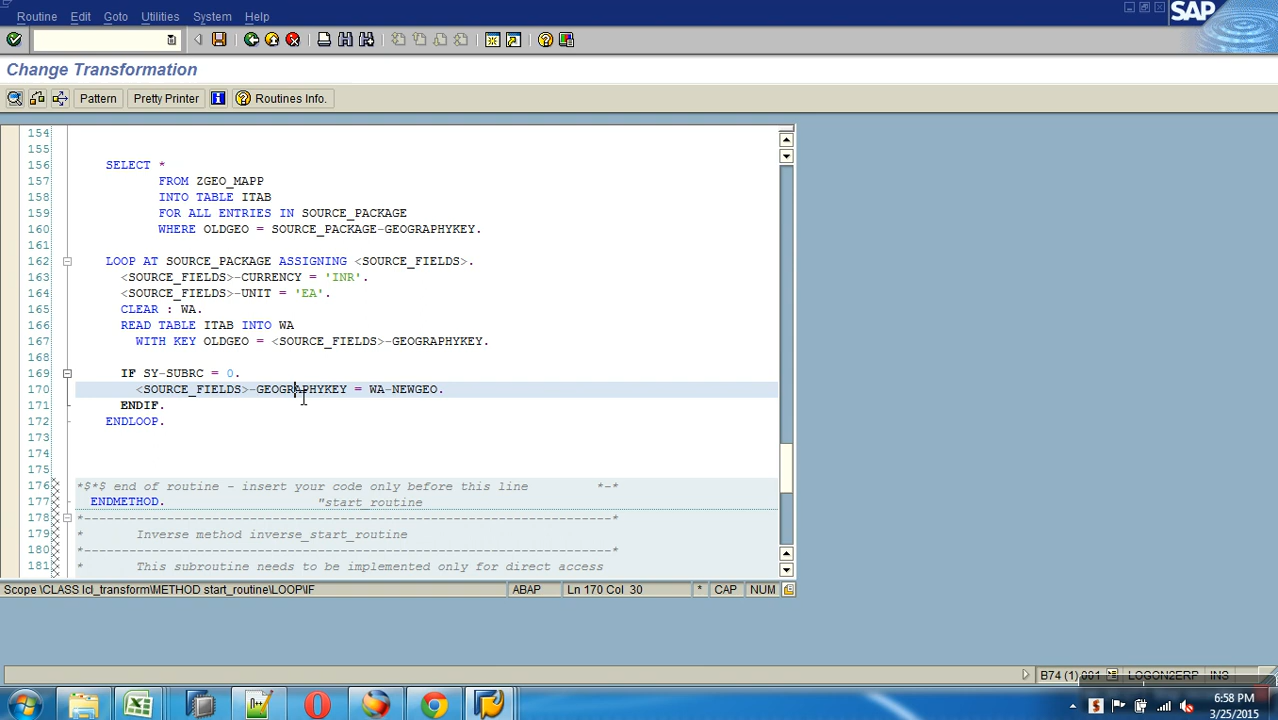 Routine Edit Goto Utilities System Help
SAP
Change Transformation
Pattern Pretty Printer Routines Info.
154
155
156 SELECT *
157 FROM ZGEO_MAPP
158 INTO TABLE ITAB
159 FOR ALL ENTRIES IN SOURCE_PACKAGE
160 WHERE OLDGEO = SOURCE_PACKAGE-GEOGRAPHYKEY.
161
162 LOOP AT SOURCE_PACKAGE ASSIGNING <SOURCE_FIELDS>.
163 <SOURCE_FIELDS>-CURRENCY = 'INR'.
164 <SOURCE_FIELDS>-UNIT = 'EA'.
165 CLEAR : WA.
166 READ TABLE ITAB INTO WA
167 WITH KEY OLDGEO = <SOURCE_FIELDS>-GEOGRAPHYKEY.
168
169 IF SY-SUBRC = 0.
170 <SOURCE_FIELDS>-GEOGRAPHYKEY = WA-NEWGEO.
171 ENDIF.
172 ENDLOOP.
173
174
175
176 *$*$ end of routine - insert your code only before this line *-*
177 ENDMETHOD. "start_routine
178 *----------------------------------------------------------------------*
179 * Inverse method inverse_start_routine
180 *----------------------------------------------------------------------*
181 * This subroutine needs to be implemented only for direct access
Scope \CLASS lcl_transform\METHOD start_routine\LOOP\IF ABAP Ln 170 Col 30 * CAP NUM
B74 (1) 001 LOGON2ERP INS
6:58 PM
3/25/2015